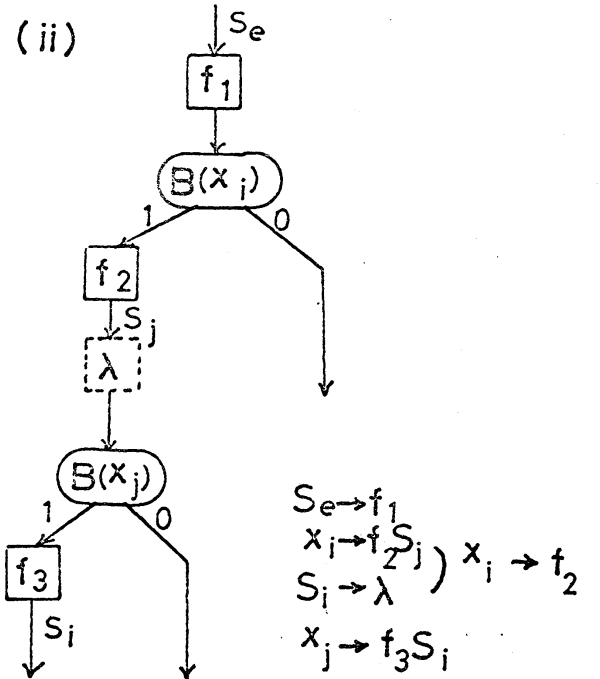 (ii)
Se
f1
B(xi)
1 0
f2
Sj
λ
B(xj)
1 0
f3
Si
Se→f1
xi→f2Sj
Si→λ
) xi→f2
xj→f3Si